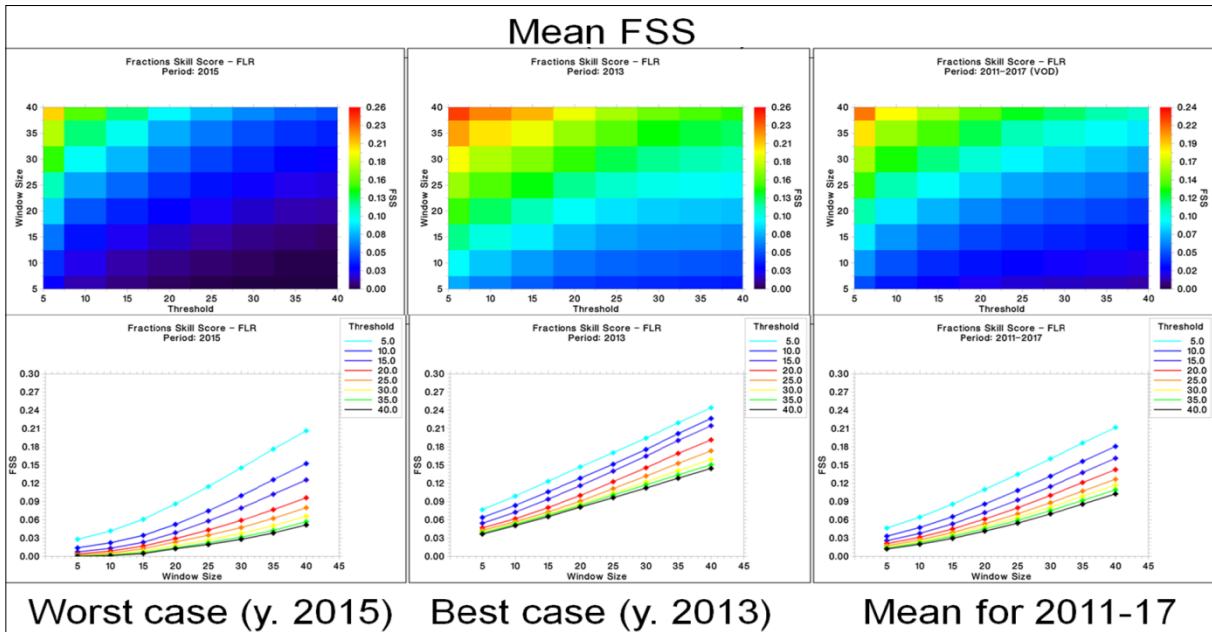 Mean FSS
Fractions Skill Score - FLR
Period: 2015
40
35
30
25
20
15
10
5
Window Size
5 10 15 20 25 30 35 40
Threshold
0.26
0.23
0.21
0.18
0.16
0.13
0.10
0.08
0.05
0.03
0.00
FSS
Fractions Skill Score - FLR
Period: 2013
40
35
30
25
20
15
10
5
Window Size
5 10 15 20 25 30 35 40
Threshold
0.26
0.23
0.21
0.18
0.16
0.13
0.10
0.08
0.05
0.03
0.00
FSS
Fractions Skill Score - FLR
Period: 2011-2017 (VOD)
40
35
30
25
20
15
10
5
Window Size
5 10 15 20 25 30 35 40
Threshold
0.24
0.22
0.19
0.17
0.14
0.12
0.10
0.07
0.05
0.02
0.00
FSS
Fractions Skill Score - FLR
Period: 2015
Threshold
5.0
10.0
15.0
20.0
25.0
30.0
35.0
40.0
0.30
0.27
0.24
0.21
0.18
0.15
0.12
0.09
0.06
0.03
0.00
FSS
5 10 15 20 25 30 35 40 45
Window Size
Fractions Skill Score - FLR
Period: 2013
Threshold
5.0
10.0
15.0
20.0
25.0
30.0
35.0
40.0
0.30
0.27
0.24
0.21
0.18
0.15
0.12
0.09
0.06
0.03
0.00
FSS
5 10 15 20 25 30 35 40 45
Window Size
Fractions Skill Score - FLR
Period: 2011-2017
Threshold
5.0
10.0
15.0
20.0
25.0
30.0
35.0
40.0
0.30
0.27
0.24
0.21
0.18
0.15
0.12
0.09
0.06
0.03
0.00
FSS
5 10 15 20 25 30 35 40 45
Window Size
Worst case (y. 2015)
Best case (y. 2013)
Mean for 2011-17